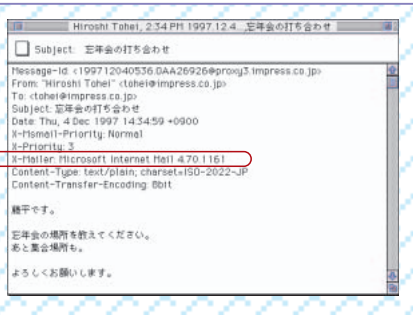 Hiroshi Tohei, 2:34 PM 1997.12.4 ,忘年会の打ち合わせ
Subject: 忘年会の打ち合わせ
Message-Id: <199712040536.DAA26926@proxy3.impress.co.jp>
From: "Hiroshi Tohei" <tohei@impress.co.jp>
To: <tohei@impress.co.jp>
Subject: 忘年会の打ち合わせ
Date: Thu, 4 Dec 1997 14:34:59 +0900
X-Msmail-Priority: Normal
X-Priority: 3
X-Mailer: Microsoft Internet Mail 4.70.1161
Content-Type: text/plain; charset=ISO-2022-JP
Content-Transfer-Encoding: 8bit
藤平です。
忘年会の場所を教えてください。
あと集会場所も。
よろしくお願いします。